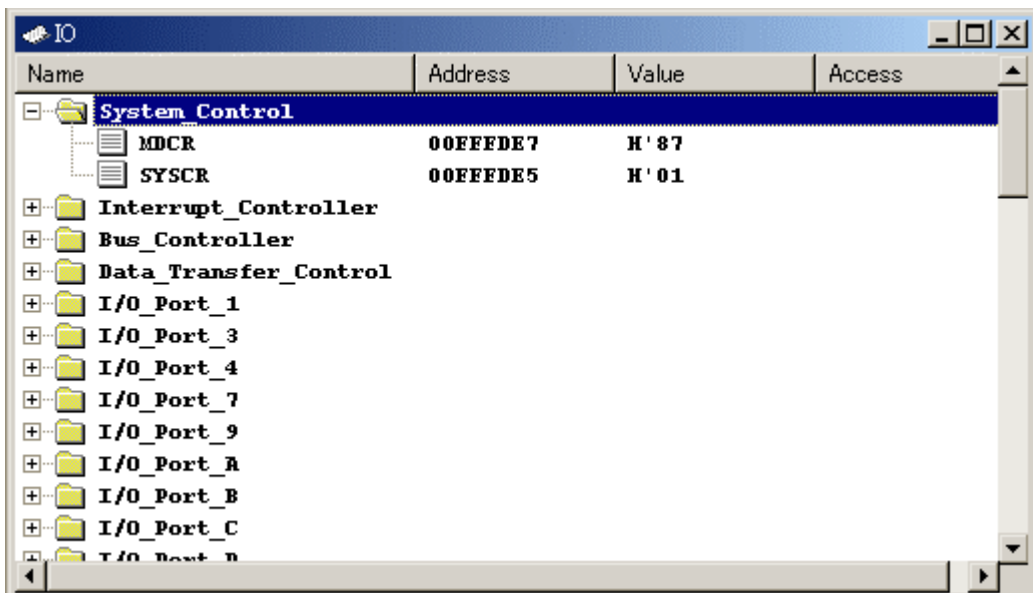 IO
Name Address Value Access
System_Control
MDCR 00FFFDE7 H'87
SYSCR 00FFFDE5 H'01
Interrupt_Controller
Bus_Controller
Data_Transfer_Control
I/O_Port_1
I/O_Port_3
I/O_Port_4
I/O_Port_7
I/O_Port_9
I/O_Port_A
I/O_Port_B
I/O_Port_C